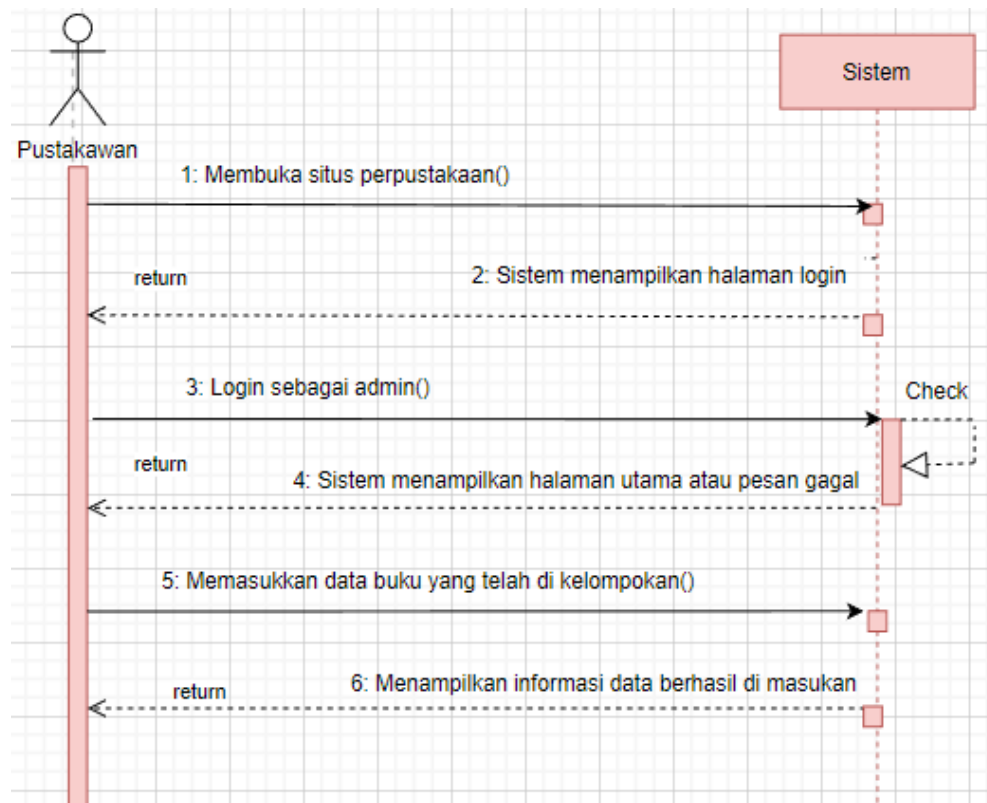 Sistem
Pustakawan
1: Membuka situs perpustakaan()
return
2: Sistem menampilkan halaman login
3: Login sebagai admin()
Check
return
4: Sistem menampilkan halaman utama atau pesan gagal
5: Memasukkan data buku yang telah di kelompokan()
return
6: Menampilkan informasi data berhasil di masukan